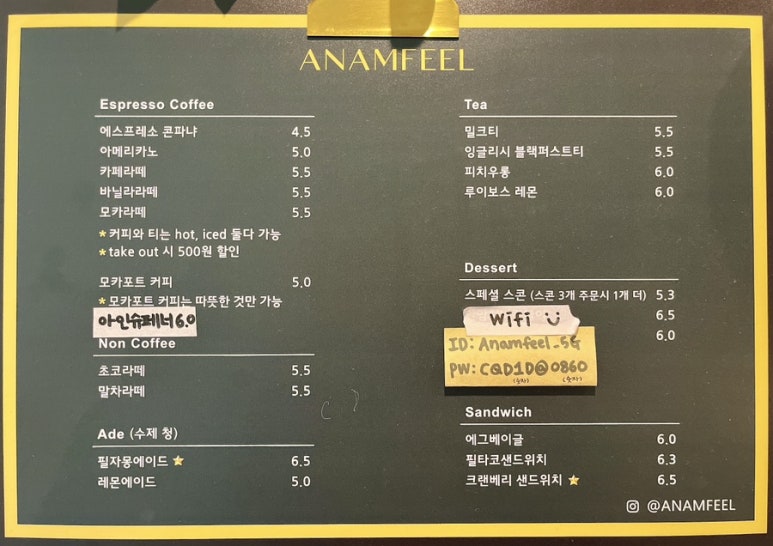 ANAMFEEL
Espresso Coffee
에스프레소 콘파냐 4.5
아메리카노 5.0
카페라떼 5.5
바닐라라떼 5.5
모카라떼 5.5
*커피와 티는 hot, iced 둘다 가능
*take out 시 500원 할인
모카포트 커피 5.0
*모카포트 커피는 따뜻한 것만 가능
아인슈페너 6.0
Non Coffee
초코라떼 5.5
말차라떼 5.5
Ade (수제 청)
필자몽에이드 ★ 6.5
레몬에이드 5.0
Tea
밀크티 5.5
잉글리시 블랙퍼스트티 5.5
피치우롱 6.0
루이보스 레몬 6.0
Dessert
스페셜 스콘 (스콘 3개 주문시 1개 더) 5.3
6.5
6.0
Wifi
ID: Anamfeel_5G
PW: CQD1D@0860
(숫자) (숫자)
Sandwich
에그베이글 6.0
필타코샌드위치 6.3
크랜베리 샌드위치 ★ 6.5
@ANAMFEEL